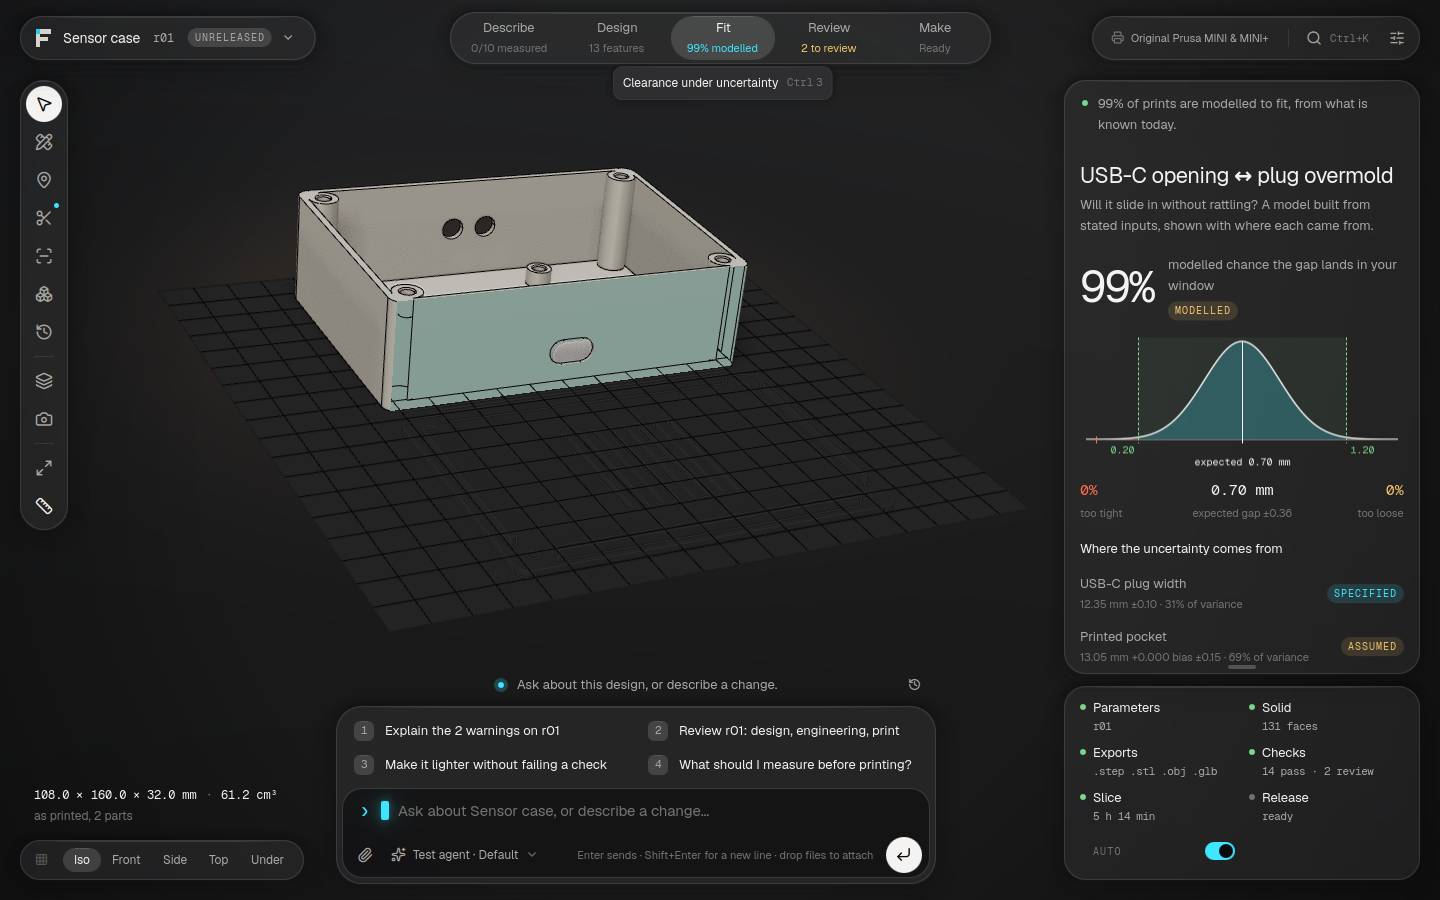 Sensor case r01 UNRELEASED
Describe
0/10 measured
Design
13 features
Fit
99% modelled
Review
2 to review
Make
Ready
Original Prusa MINI & MINI+ Ctrl+K
Clearance under uncertainty Ctrl 3
99% of prints are modelled to fit, from what is
known today.
USB-C opening ↔ plug overmold
Will it slide in without rattling? A model built from
stated inputs, shown with where each came from.
99%
modelled chance the gap lands in your
window
MODELLED
0.20
1.20
expected 0.70 mm
0% 0.70 mm 0%
too tight expected gap ±0.36 too loose
Where the uncertainty comes from
USB-C plug width
12.35 mm ±0.10 · 31% of variance
SPECIFIED
Printed pocket
13.05 mm +0.000 bias ±0.15 · 69% of variance
ASSUMED
Ask about this design, or describe a change.
1 Explain the 2 warnings on r01
2 Review r01: design, engineering, print
3 Make it lighter without failing a check
4 What should I measure before printing?
› Ask about Sensor case, or describe a change...
Test agent · Default
Enter sends · Shift+Enter for a new line · drop files to attach
108.0 × 160.0 × 32.0 mm · 61.2 cm³
as printed, 2 parts
Iso Front Side Top Under
Parameters
r01
Solid
131 faces
Exports
.step .stl .obj .glb
Checks
14 pass · 2 review
Slice
5 h 14 min
Release
ready
AUTO